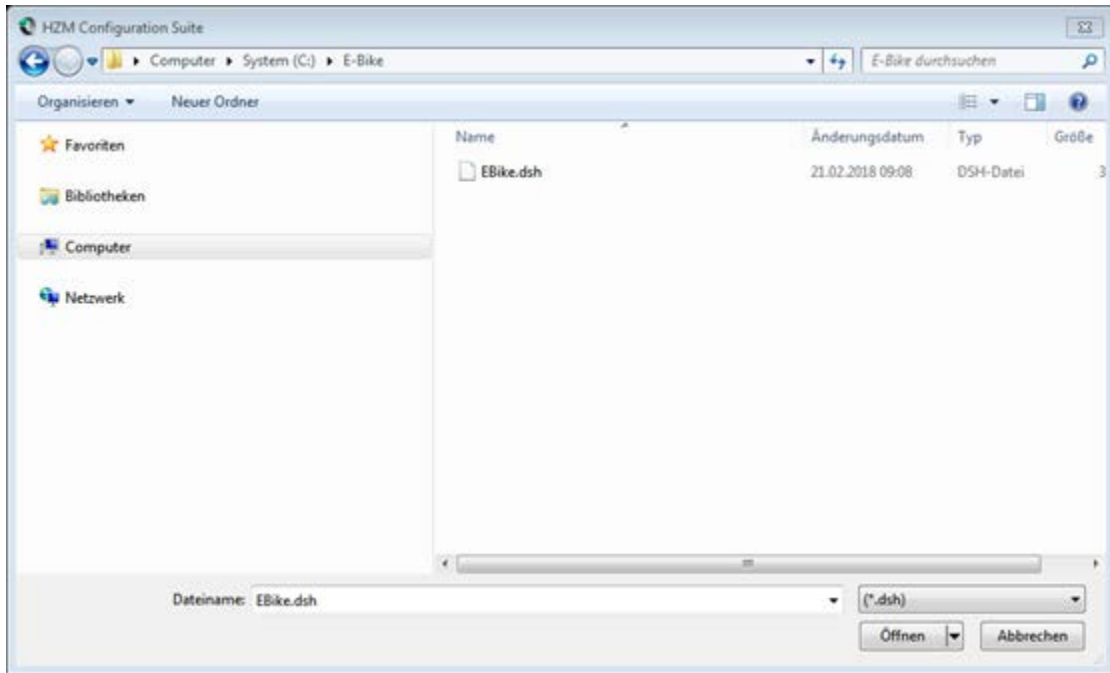 HZM Configuration Suite
Computer ▸ System (C:) ▸ E-Bike
E-Bike durchsuchen
Organisieren
Neuer Ordner
Favoriten
Bibliotheken
Computer
Netzwerk
Name Änderungsdatum Typ Größe
EBike.dsh 21.02.2018 09:08 DSH-Datei 3
Dateiname: EBike.dsh (*.dsh)
Öffnen Abbrechen